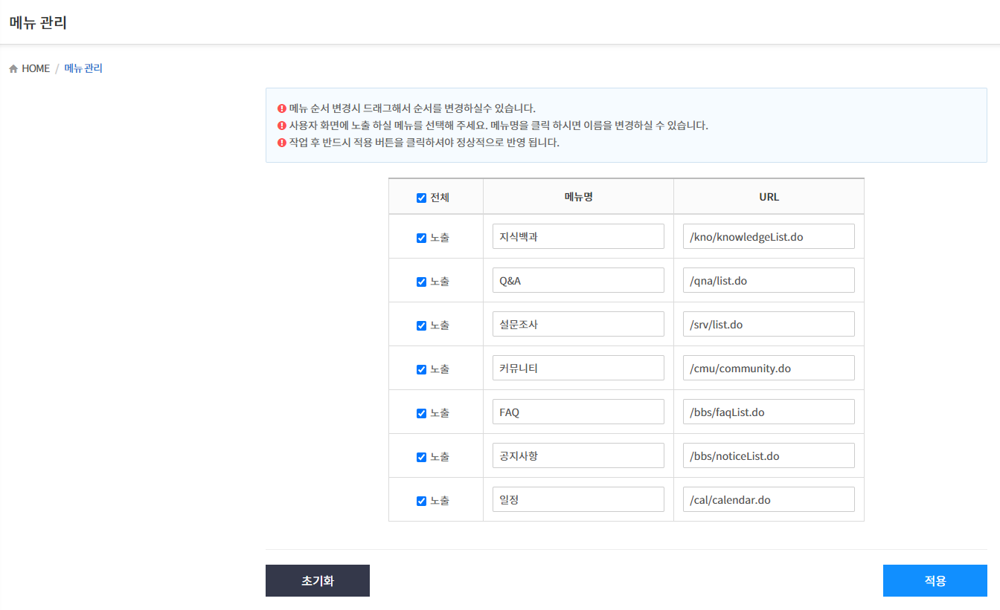 메뉴 관리
HOME / 메뉴 관리
메뉴 순서 변경시 드래그해서 순서를 변경하실수 있습니다.
사용자 화면에 노출 하실 메뉴를 선택해 주세요. 메뉴명을 클릭 하시면 이름을 변경하실 수 있습니다.
작업 후 반드시 적용 버튼을 클릭하셔야 정상적으로 반영 됩니다.
전체 메뉴명 URL
노출 지식백과 /kno/knowledgeList.do
노출 Q&A /qna/list.do
노출 설문조사 /srv/list.do
노출 커뮤니티 /cmu/community.do
노출 FAQ /bbs/faqList.do
노출 공지사항 /bbs/noticeList.do
노출 일정 /cal/calendar.do
초기화 적용